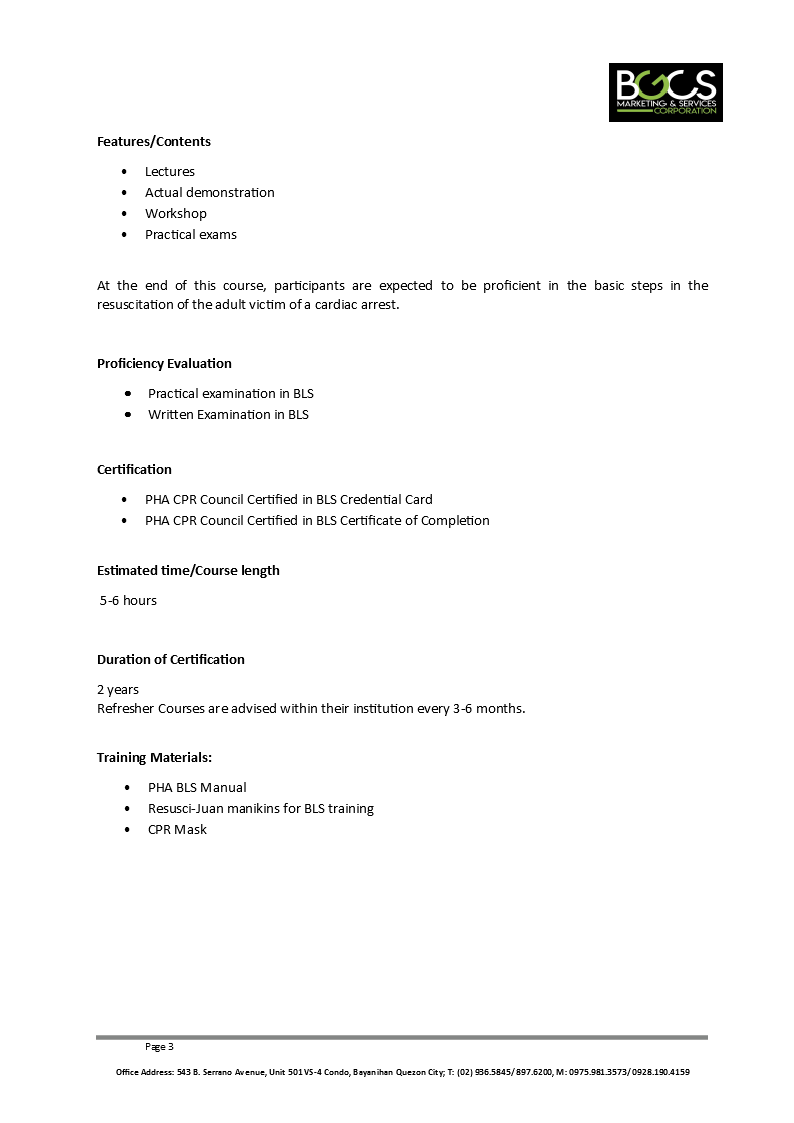 BGCS
MARKETING & SERVICES
CORPORATION
Features/Contents
• Lectures
• Actual demonstration
• Workshop
• Practical exams
At the end of this course, participants are expected to be proficient in the basic steps in the
resuscitation of the adult victim of a cardiac arrest.
Proficiency Evaluation
• Practical examination in BLS
• Written Examination in BLS
Certification
• PHA CPR Council Certified in BLS Credential Card
• PHA CPR Council Certified in BLS Certificate of Completion
Estimated time/Course length
5-6 hours
Duration of Certification
2 years
Refresher Courses are advised within their institution every 3-6 months.
Training Materials:
• PHA BLS Manual
• Resusci-Juan manikins for BLS training
• CPR Mask
Page 3
Office Address: 543 B. Serrano Avenue, Unit 501 VS-4 Condo, Bayanihan Quezon City; T: (02) 936.5845/ 897.6200, M: 0975.981.3573/ 0928.190.4159